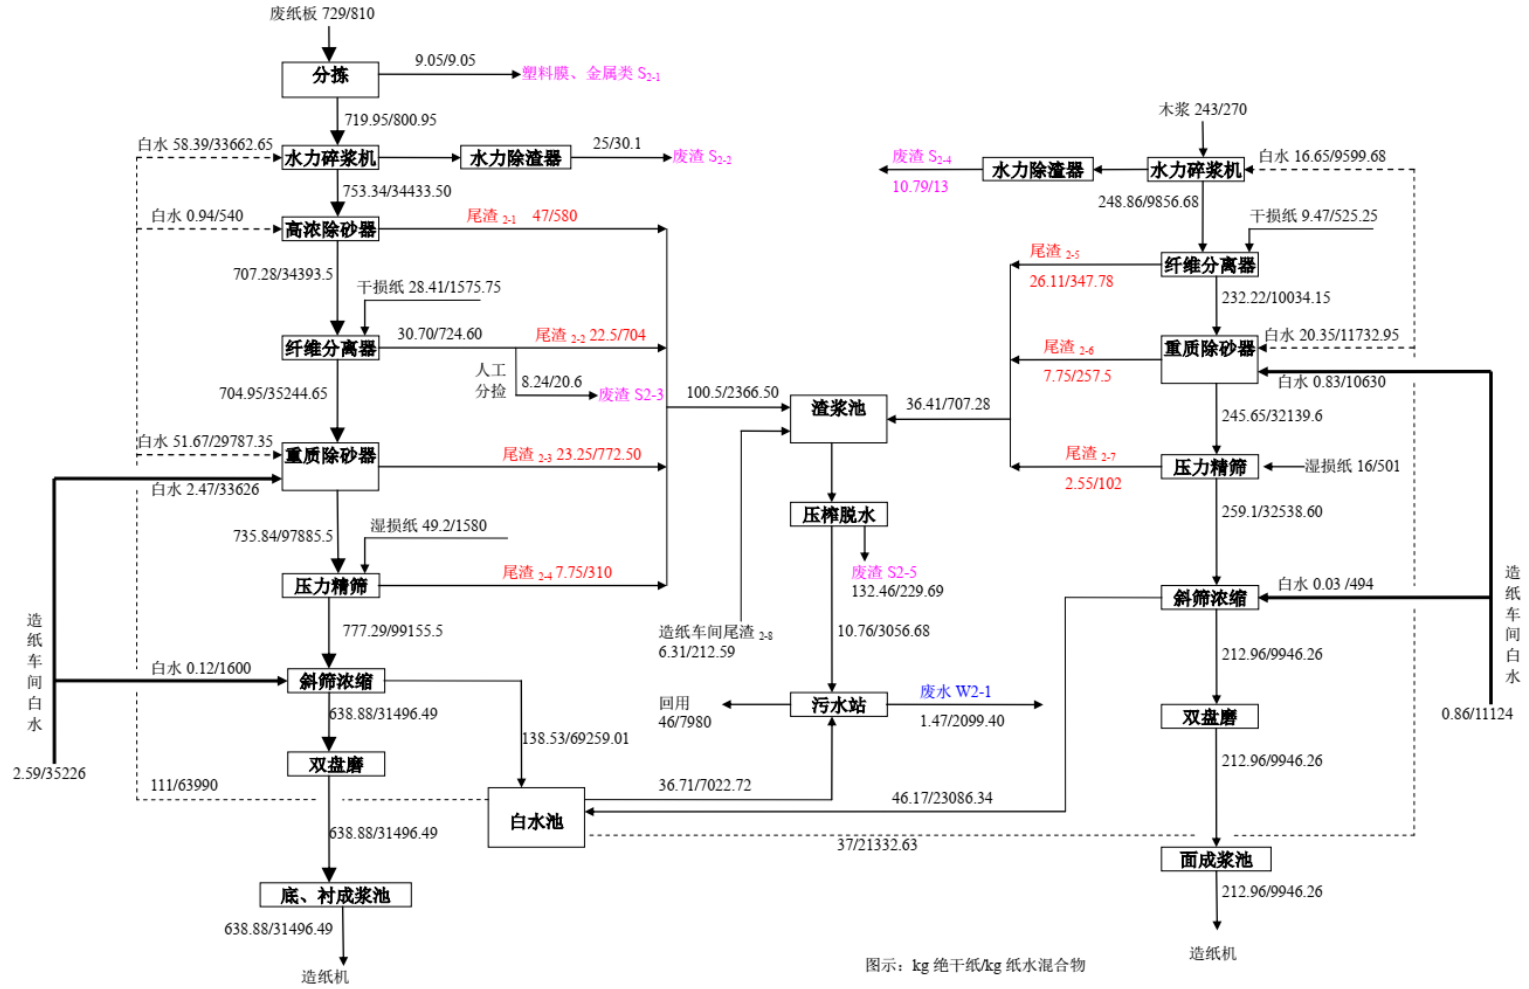 废纸板 729/810
分拣
9.05/9.05
塑料膜、金属类 S2-1
719.95/800.95
白水 58.39/33662.65
水力碎浆机
水力除渣器
25/30.1
废渣 S2-2
753.34/34433.50
白水 0.94/540
高浓除砂器
尾渣 2-1 47/580
707.28/34393.5
干损纸 28.41/1575.75
纤维分离器
30.70/724.60
尾渣 2-2 22.5/704
人工
分捡
8.24/20.6
废渣 S2-3
704.95/35244.65
100.5/2366.50
白水 51.67/29787.35
重质除砂器
尾渣 2-3 23.25/772.50
白水 2.47/33626
735.84/97885.5
湿损纸 49.2/1580
压力精筛
尾渣 2-4 7.75/310
777.29/99155.5
造纸车间白水
白水 0.12/1600
斜筛浓缩
638.88/31496.49
138.53/69259.01
双盘磨
2.59/35226
111/63990
638.88/31496.49
底、衬成浆池
638.88/31496.49
造纸机
渣浆池
36.41/707.28
压榨脱水
废渣 S2-5
132.46/229.69
造纸车间尾渣 2-8
6.31/212.59
10.76/3056.68
回用
46/7980
污水站
废水 W2-1
1.47/2099.40
36.71/7022.72
白水池
46.17/23086.34
37/21332.63
木浆 243/270
废渣 S2-4
10.79/13
水力除渣器
水力碎浆机
白水 16.65/9599.68
248.86/9856.68
干损纸 9.47/525.25
尾渣 2-5
26.11/347.78
纤维分离器
232.22/10034.15
白水 20.35/11732.95
尾渣 2-6
7.75/257.5
重质除砂器
白水 0.83/10630
245.65/32139.6
尾渣 2-7
2.55/102
压力精筛
湿损纸 16/501
259.1/32538.60
白水 0.03 /494
斜筛浓缩
造纸车间白水
212.96/9946.26
双盘磨
0.86/11124
212.96/9946.26
面成浆池
212.96/9946.26
造纸机
图示：kg 绝干纸/kg 纸水混合物